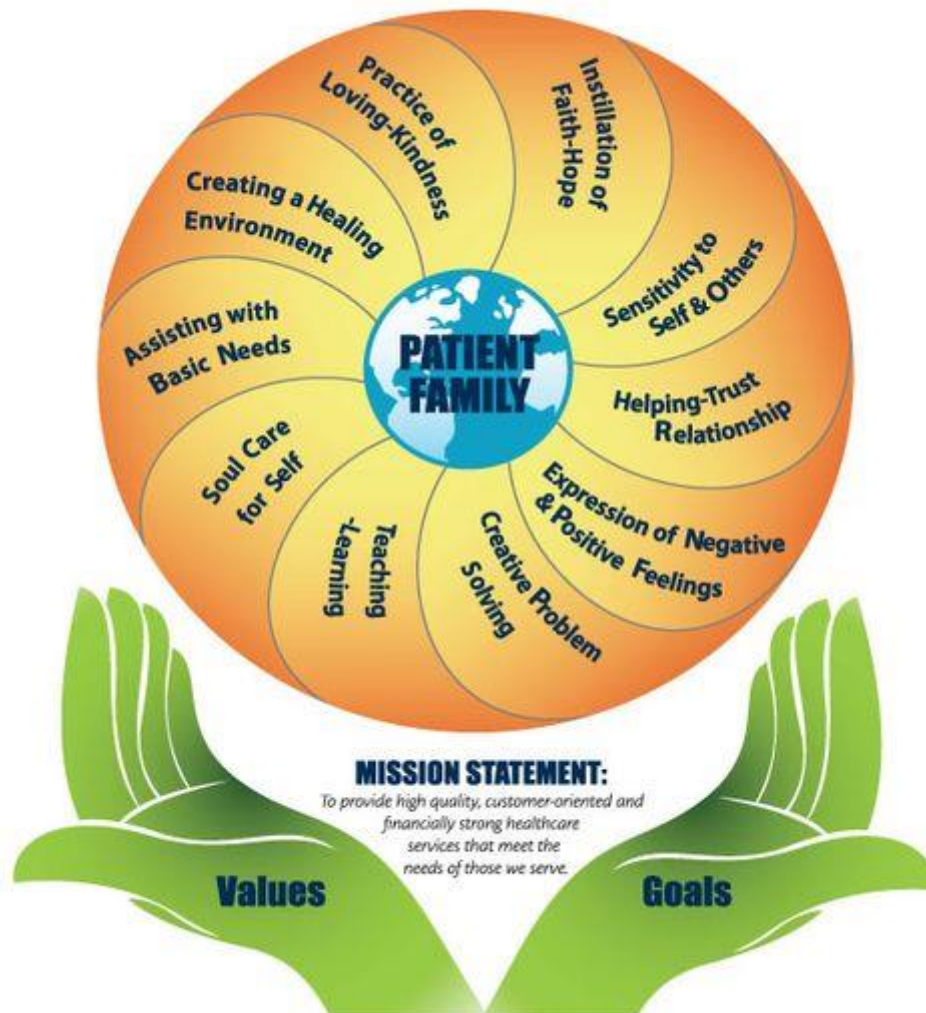 Practice of
Loving-Kindness
Instillation of
Faith-Hope
Sensitivity to
Self & Others
Helping-Trust
Relationship
Expression of Negative
& Positive Feelings
Creative Problem
Solving
Teaching
-Learning
Soul Care
for Self
Assisting with
Basic Needs
Creating a Healing
Environment
PATIENT
FAMILY
MISSION STATEMENT:
To provide high quality, customer-oriented and
financially strong healthcare
services that meet the
needs of those we serve.
Values
Goals